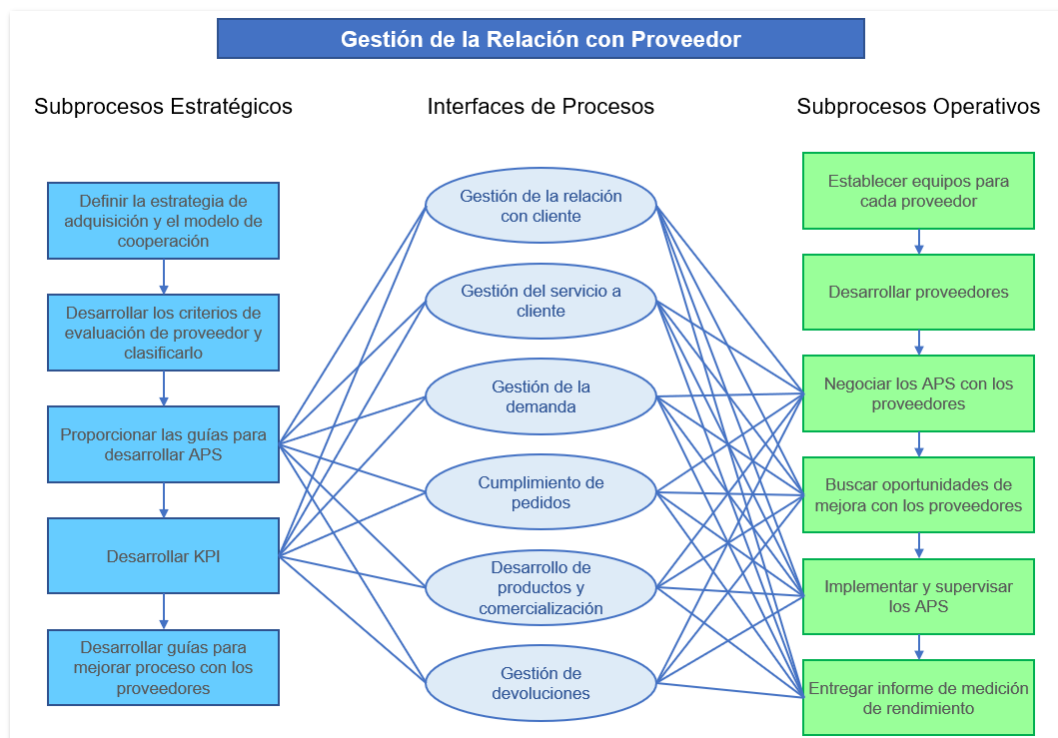 Gestión de la Relación con Proveedor
Subprocesos Estratégicos
Interfaces de Procesos
Subprocesos Operativos
Definir la estrategia de
adquisición y el modelo de
cooperación
Desarrollar los criterios de
evaluación de proveedor y
clasificarlo
Proporcionar las guías para
desarrollar APS
Desarrollar KPI
Desarrollar guías para
mejorar proceso con los
proveedores
Gestión de la relación
con cliente
Gestión del servicio a
cliente
Gestión de la
demanda
Cumplimiento de
pedidos
Desarrollo de
productos y
comercialización
Gestión de
devoluciones
Establecer equipos para
cada proveedor
Desarrollar proveedores
Negociar los APS con los
proveedores
Buscar oportunidades de
mejora con los proveedores
Implementar y supervisar
los APS
Entregar informe de medición
de rendimiento